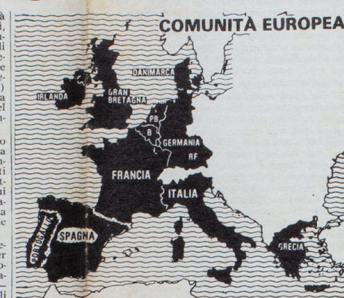 COMUNITÀ EUROPEA
DANIMARCA
IRLANDA
GRAN
BRETAGNA
PB
B
GERMANIA
RF
FRANCIA
ITALIA
PORTOGALLO
SPAGNA
GRECIA